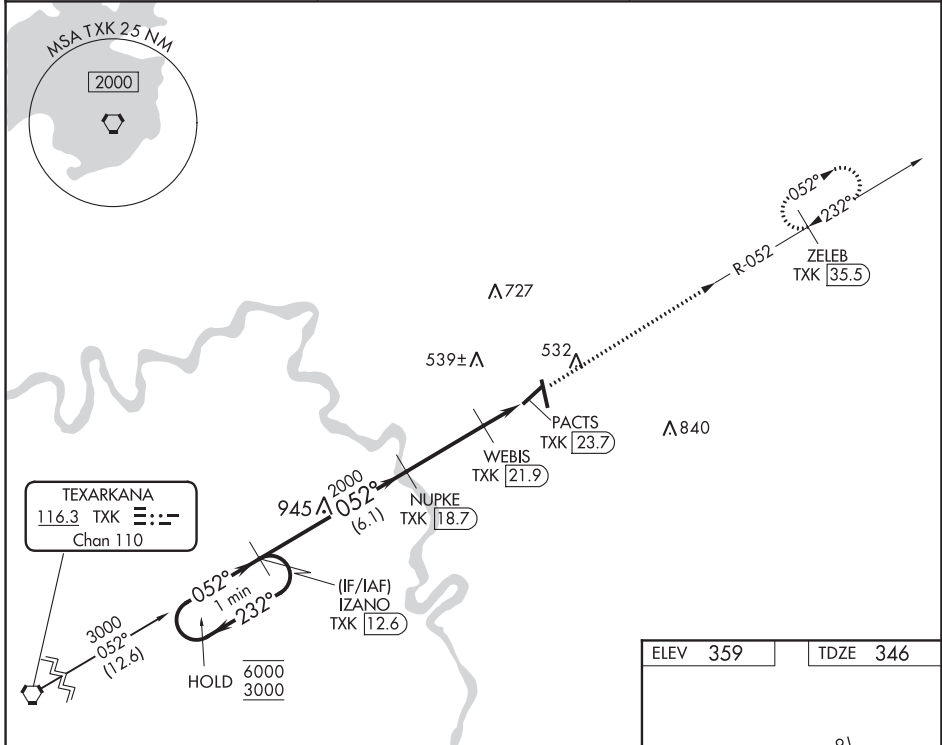 MSA TXK 25 NM
2000
052°
232°
ZELEB
TXK 35.5
R-052
727
539±
532
840
PACTS
TXK 23.7
WEBIS
TXK 21.9
NUPKE
TXK 18.7
945
2000
052°
(6.1)
TEXARKANA
116.3 TXK
Chan 110
052°
1 min
232°
(IF/IAF)
IZANO
TXK 12.6
3000
052°
(12.6)
HOLD
6000
3000
ELEV 359
TDZE 346